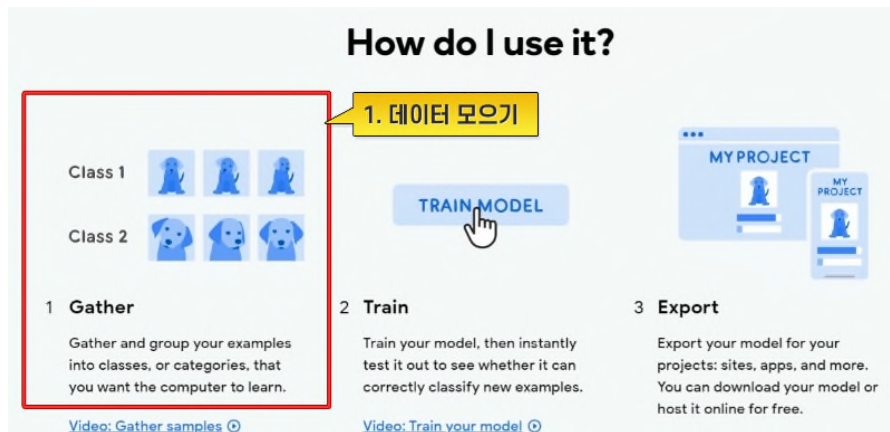 How do I use it?
1. 데이터 모으기
Class 1
Class 2
TRAIN MODEL
MY PROJECT
MY
PROJECT
1 Gather
Gather and group your examples
into classes, or categories, that
you want the computer to learn.
Video: Gather samples
2 Train
Train your model, then instantly
test it out to see whether it can
correctly classify new examples.
Video: Train your model
3 Export
Export your model for your
projects: sites, apps, and more.
You can download your model or
host it online for free.